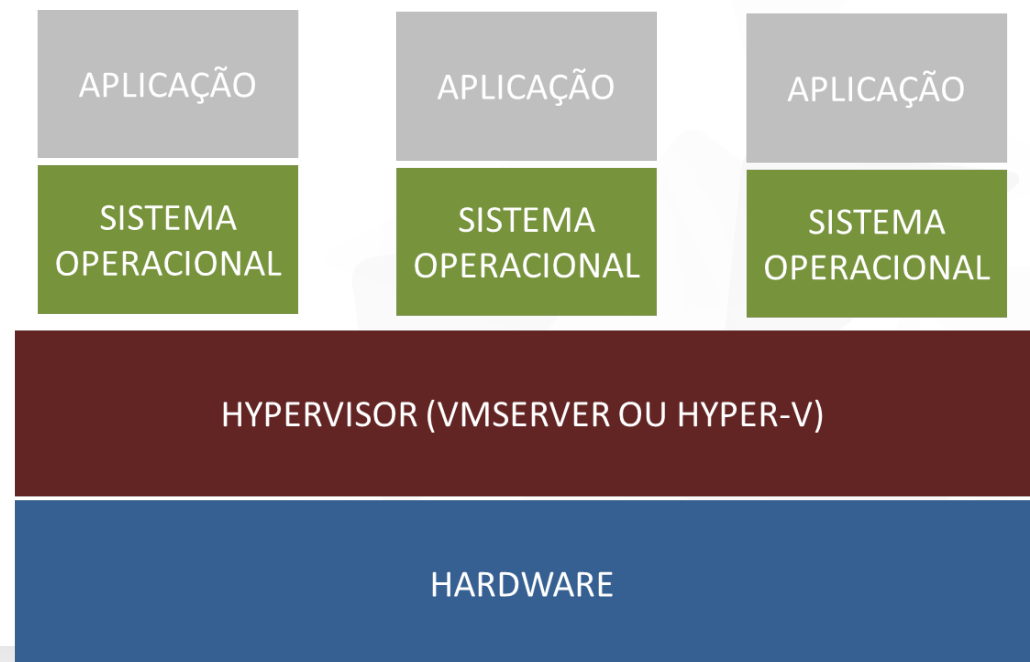 APLICAÇÃO
APLICAÇÃO
APLICAÇÃO
SISTEMA
OPERACIONAL
SISTEMA
OPERACIONAL
SISTEMA
OPERACIONAL
HYPERVISOR (VMSERVER OU HYPER-V)
HARDWARE